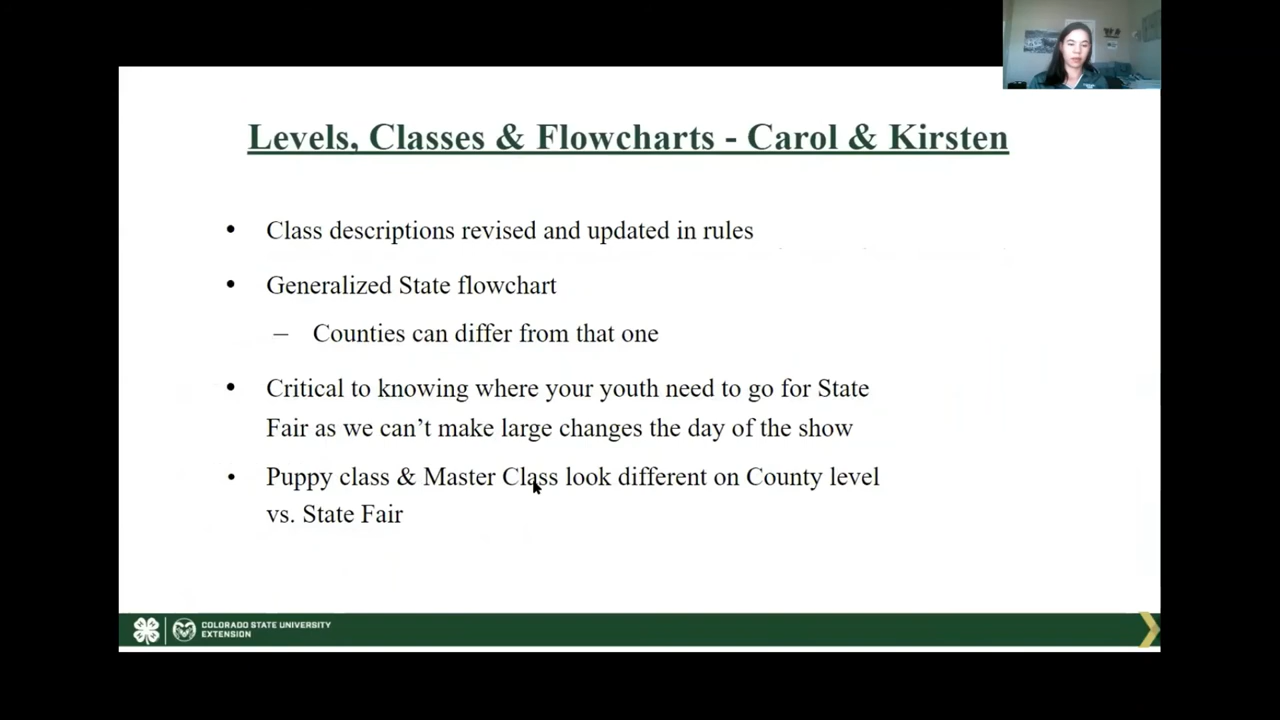 Levels, Classes & Flowcharts - Carol & Kirsten
• Class descriptions revised and updated in rules
• Generalized State flowchart
– Counties can differ from that one
• Critical to knowing where your youth need to go for State
Fair as we can’t make large changes the day of the show
• Puppy class & Master Class look different on County level
vs. State Fair
COLORADO STATE UNIVERSITY
EXTENSION